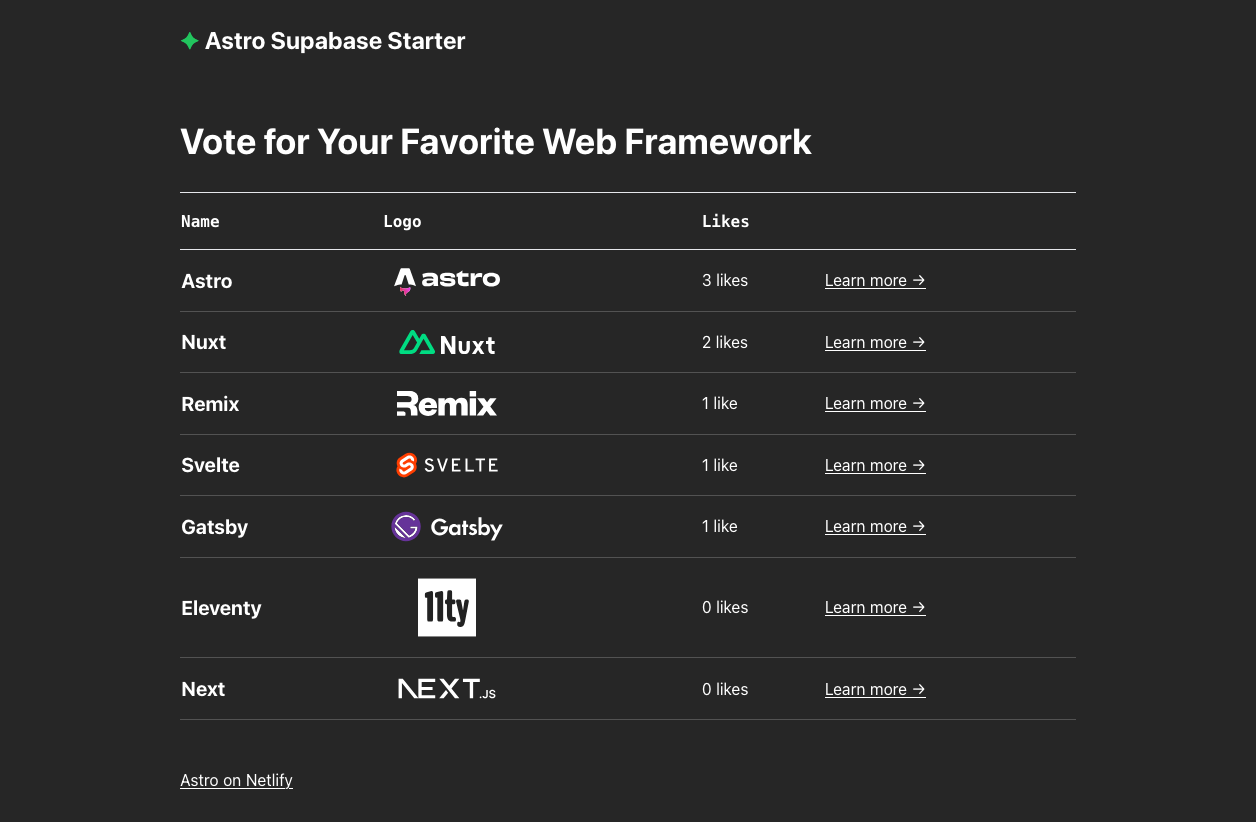 Astro Supabase Starter
Vote for Your Favorite Web Framework
Name Logo Likes
Astro astro 3 likes Learn more →
Nuxt Nuxt 2 likes Learn more →
Remix Remix 1 like Learn more →
Svelte SVELTE 1 like Learn more →
Gatsby Gatsby 1 like Learn more →
Eleventy 11ty 0 likes Learn more →
Next NEXT.JS 0 likes Learn more →
Astro on Netlify